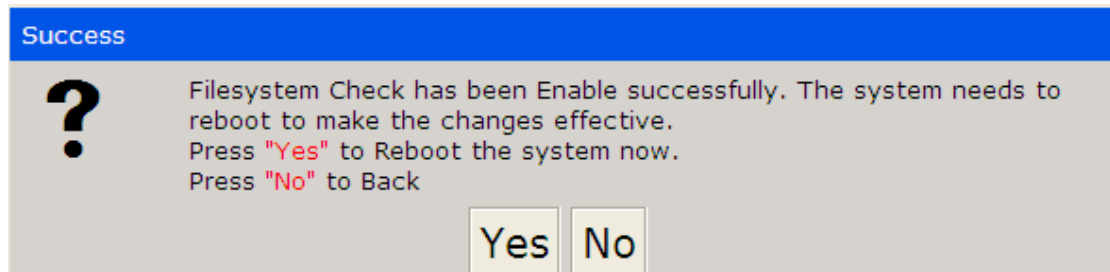 Success
Filesystem Check has been Enable successfully. The system needs to
reboot to make the changes effective.
Press "Yes" to Reboot the system now.
Press "No" to Back
Yes No